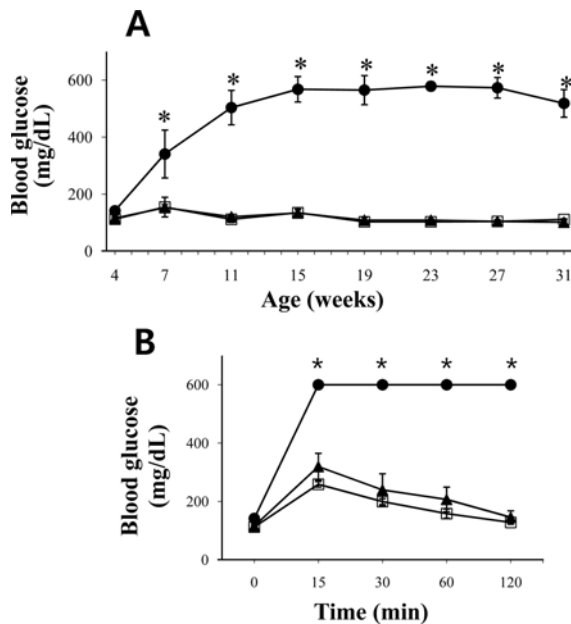 A
* * * * * * *
600
400
200
0
Blood glucose
(mg/dL)
4 7 11 15 19 23 27 31
Age (weeks)
B
* * * *
600
400
200
0
Blood glucose
(mg/dL)
0 15 30 60 120
Time (min)